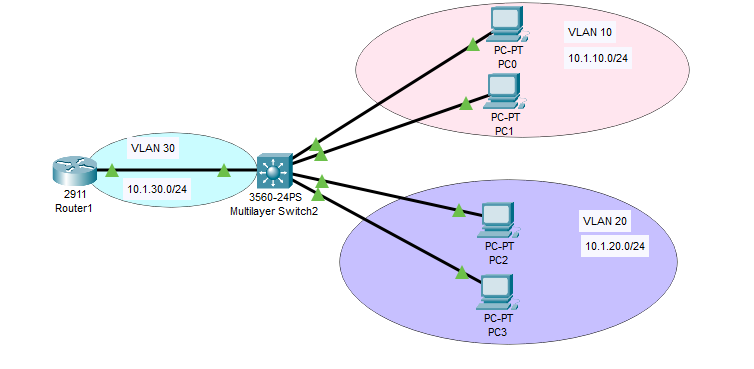 PC-PT
PC0
VLAN 10
10.1.10.0/24
PC-PT
PC1
VLAN 30
10.1.30.0/24
2911
Router1
3560-24PS
Multilayer Switch2
PC-PT
PC2
VLAN 20
10.1.20.0/24
PC-PT
PC3